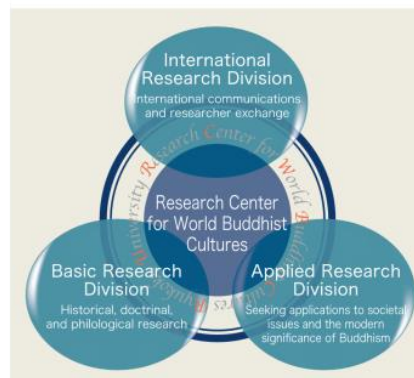 International
Research Division
International communications
and researcher exchange
Research Center
for World Buddhist
Cultures
Basic Research
Division
Historical, doctrinal,
and philological research
Applied Research
Division
Seeking applications to societal
issues and the modern
significance of Buddhism
University Research Center for World